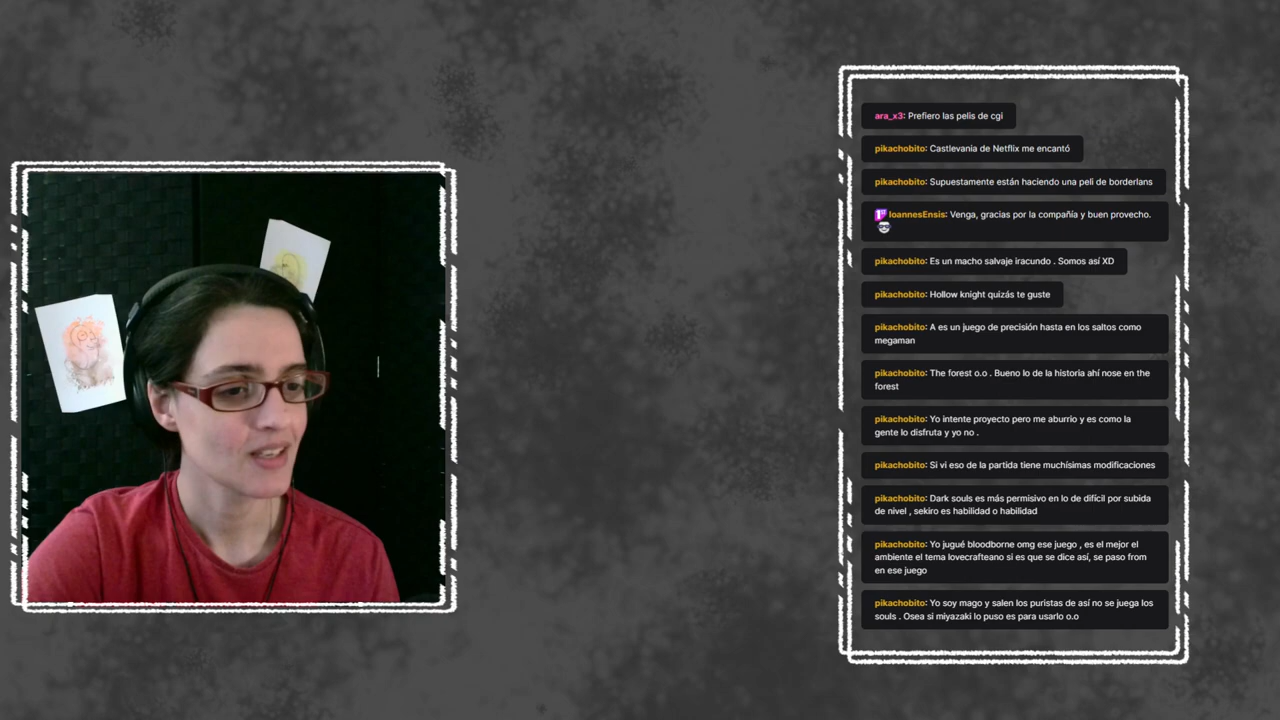 ara_x3: Prefiero las pelis de cgi
pikachobito: Castlevania de Netflix me encantó
pikachobito: Supuestamente están haciendo una peli de borderlans
IoannesEnsis: Venga, gracias por la compañía y buen provecho.
pikachobito: Es un macho salvaje iracundo . Somos así XD
pikachobito: Hollow knight quizás te guste
pikachobito: A es un juego de precisión hasta en los saltos como
megaman
pikachobito: The forest o.o . Bueno lo de la historia ahí nose en the
forest
pikachobito: Yo intente proyecto pero me aburrio y es como la
gente lo disfruta y yo no .
pikachobito: Si vi eso de la partida tiene muchísimas modificaciones
pikachobito: Dark souls es más permisivo en lo de difícil por subida
de nivel , sekiro es habilidad o habilidad
pikachobito: Yo jugué bloodborne omg ese juego , es el mejor el
ambiente el tema lovecrafteano si es que se dice así, se paso from
en ese juego
pikachobito: Yo soy mago y salen los puristas de así no se juega los
souls . Osea si miyazaki lo puso es para usarlo o.o